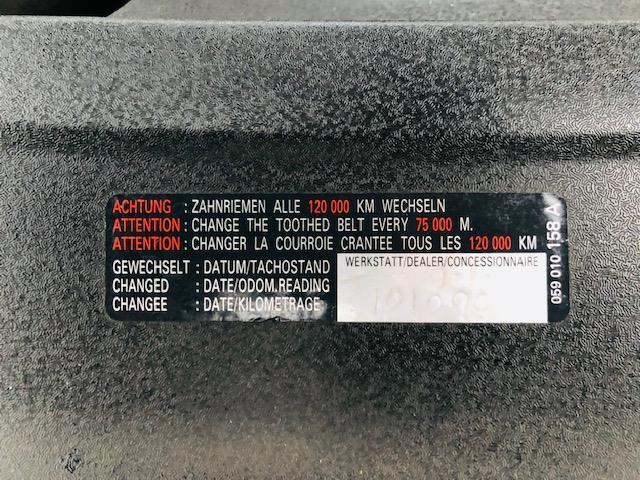 ACHTUNG : ZAHNRIEMEN ALLE 120 000 KM WECHSELN
ATTENTION : CHANGE THE TOOTHED BELT EVERY 75 000 M.
ATTENTION : CHANGER LA COURROIE CRANTEE TOUS LES 120 000 KM
GEWECHSELT : DATUM/TACHOSTAND
CHANGED : DATE/ODOM.READING
CHANGEE : DATE/KILOMETRAGE
WERKSTATT/DEALER/CONCESSIONNAIRE
059 010 158 A